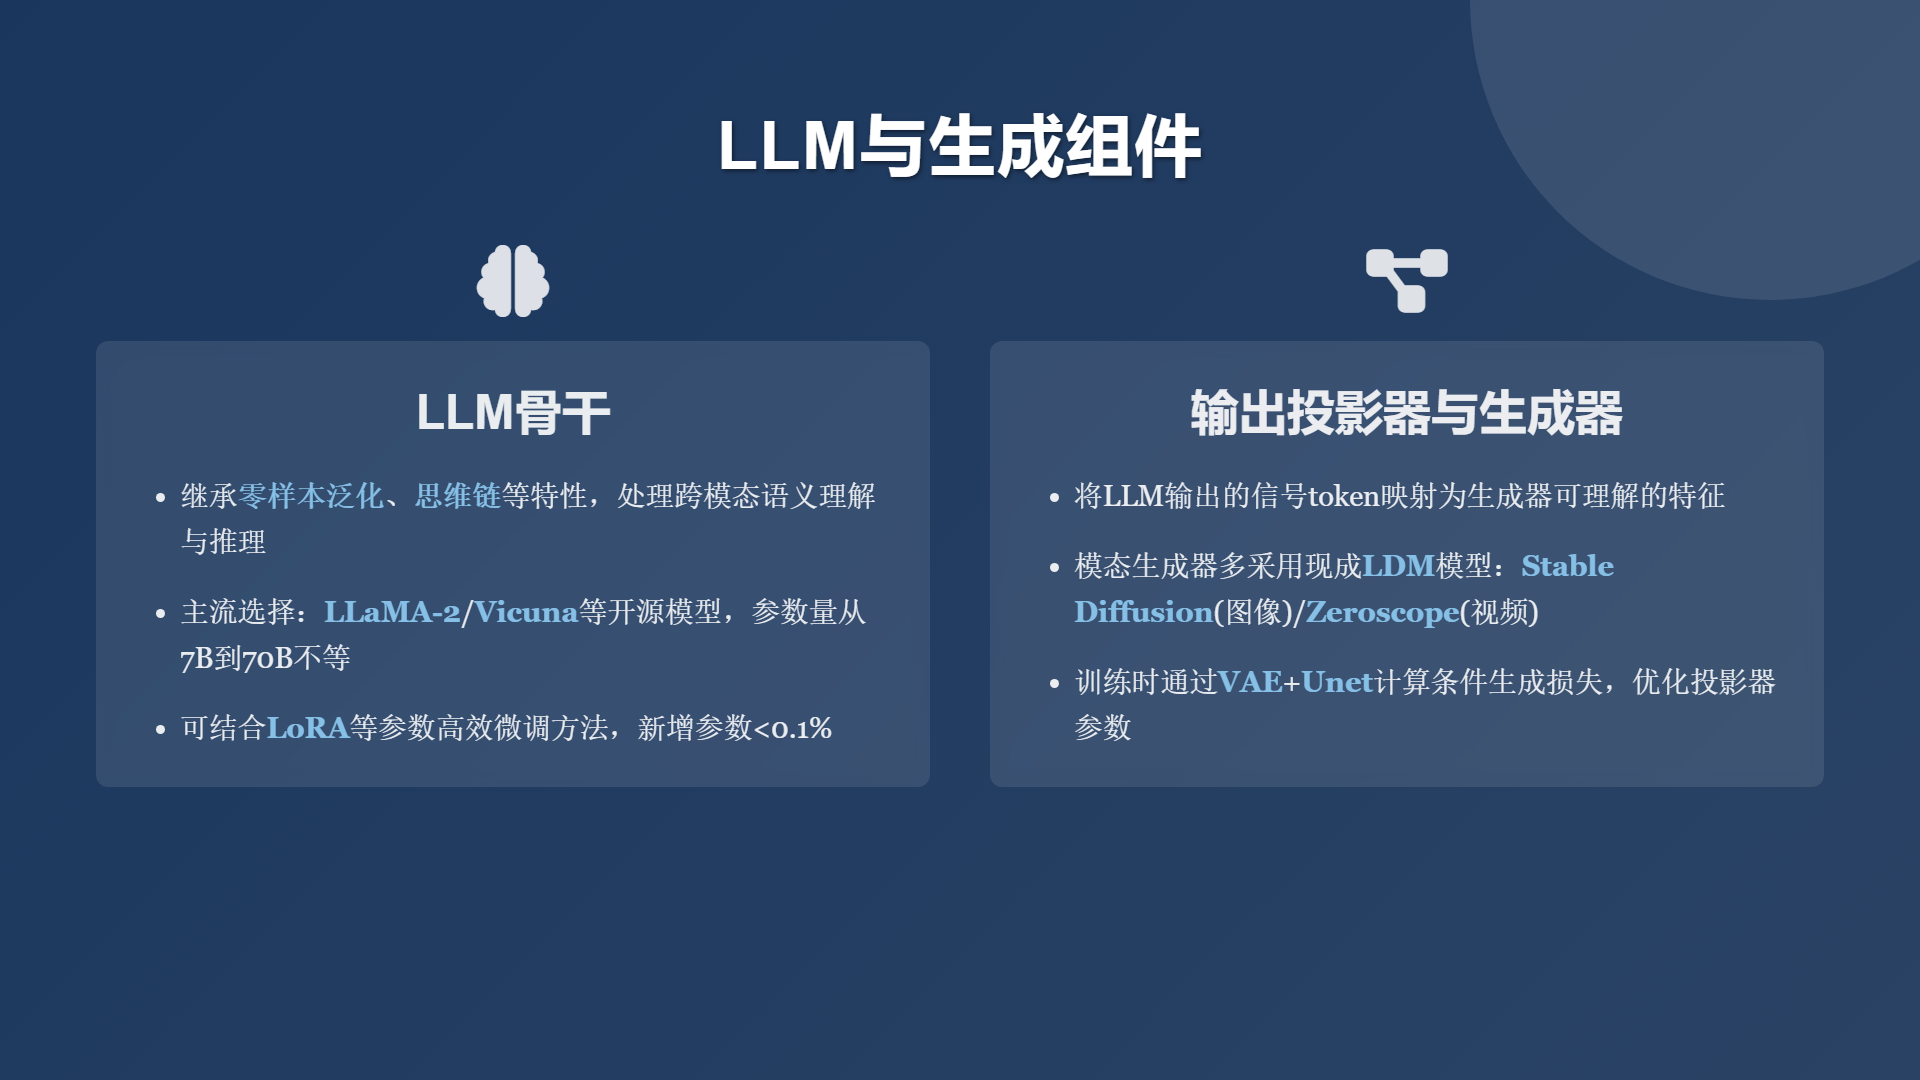 LLM与生成组件
LLM骨干
继承零样本泛化、思维链等特性，处理跨模态语义理解
与推理
主流选择：LLaMA-2/Vicuna等开源模型，参数量从
7B到70B不等
可结合LoRA等参数高效微调方法，新增参数<0.1%
输出投影器与生成器
将LLM输出的信号token映射为生成器可理解的特征
模态生成器多采用现成LDM模型：Stable
Diffusion(图像)/Zeroscope(视频)
训练时通过VAE+Unet计算条件生成损失，优化投影器
参数